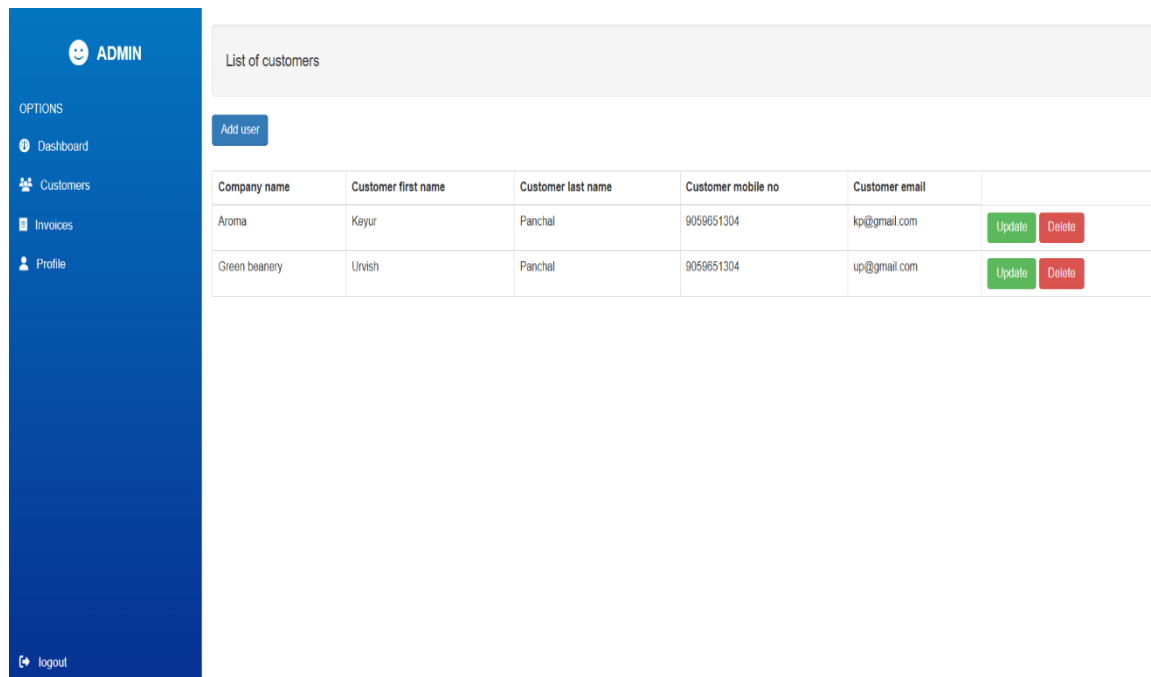 ADMIN
OPTIONS
Dashboard
Customers
Invoices
Profile
logout
List of customers
Add user
Company name Customer first name Customer last name Customer mobile no Customer email
Aroma Keyur Panchal 9059651304 kp@gmail.com Update Delete
Green beanery Urvish Panchal 9059651304 up@gmail.com Update Delete